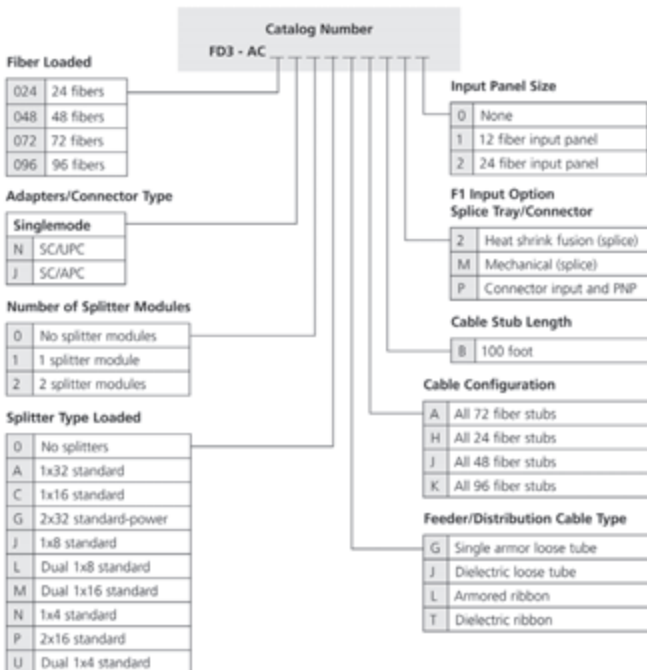 Catalog Number
FD3 - AC _ _ _ _ _ _ _ _ _
Fiber Loaded
024 24 fibers
048 48 fibers
072 72 fibers
096 96 fibers
Adapters/Connector Type
Singlemode
N SC/UPC
J SC/APC
Number of Splitter Modules
0 No splitter modules
1 1 splitter module
2 2 splitter modules
Splitter Type Loaded
0 No splitters
A 1x32 standard
C 1x16 standard
G 2x32 standard-power
J 1x8 standard
L Dual 1x8 standard
M Dual 1x16 standard
N 1x4 standard
P 2x16 standard
U Dual 1x4 standard
Input Panel Size
0 None
1 12 fiber input panel
2 24 fiber input panel
F1 Input Option
Splice Tray/Connector
2 Heat shrink fusion (splice)
M Mechanical (splice)
P Connector input and PNP
Cable Stub Length
B 100 foot
Cable Configuration
A All 72 fiber stubs
H All 24 fiber stubs
J All 48 fiber stubs
K All 96 fiber stubs
Feeder/Distribution Cable Type
G Single armor loose tube
J Dielectric loose tube
L Armored ribbon
T Dielectric ribbon